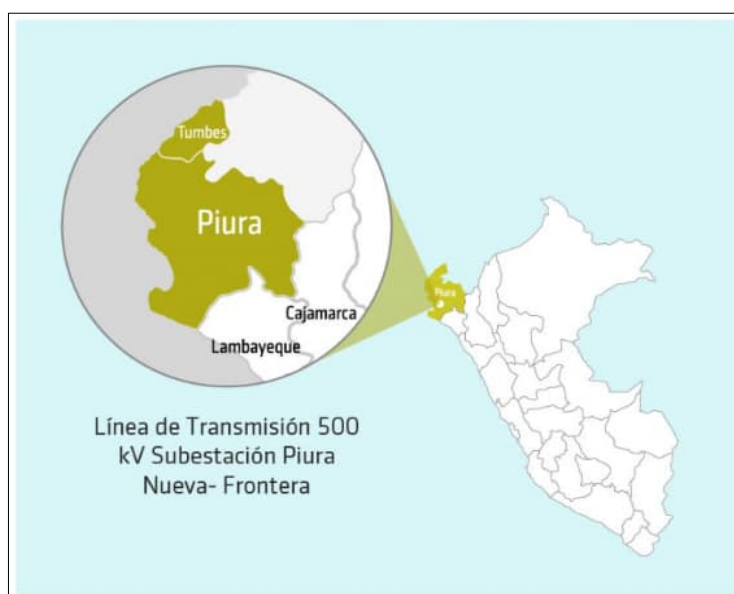 Tumbes
Piura
Cajamarca
Lambayeque
Piura
Línea de Transmisión 500
kV Subestación Piura
Nueva- Frontera